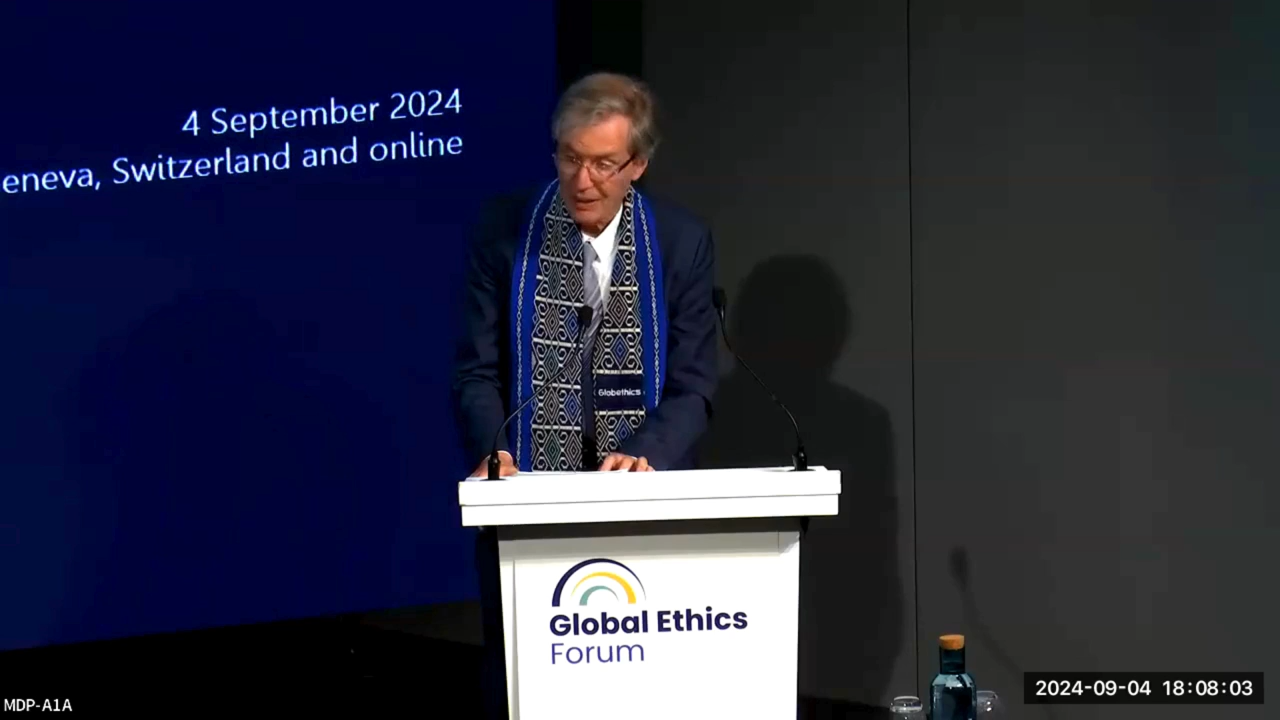 4 September 2024
eneva, Switzerland and online
Globethics
Global Ethics
Forum
MDP-A1A
2024-09-04 18:08:03